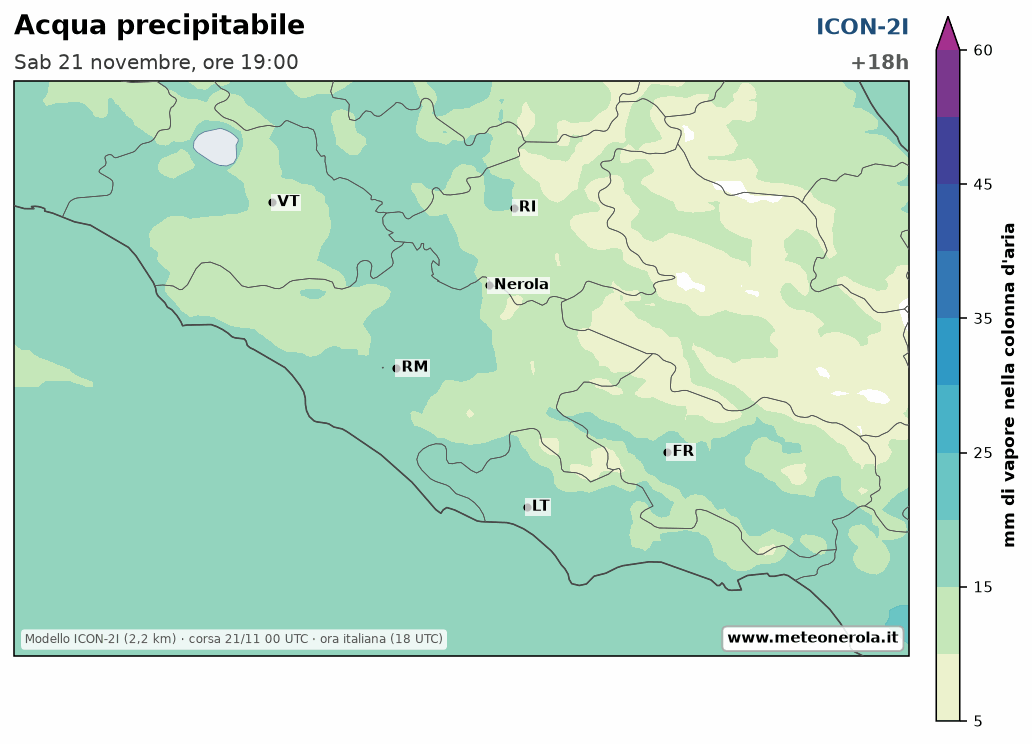 Acqua precipitabile
ICON-2I
Sab 21 novembre, ore 19:00
+18h
60
45
35
25
15
5
mm di vapore nella colonna d'aria
VT
RI
Nerola
RM
FR
LT
Modello ICON-2I (2,2 km) · corsa 21/11 00 UTC · ora italiana (18 UTC)
www.meteonerola.it